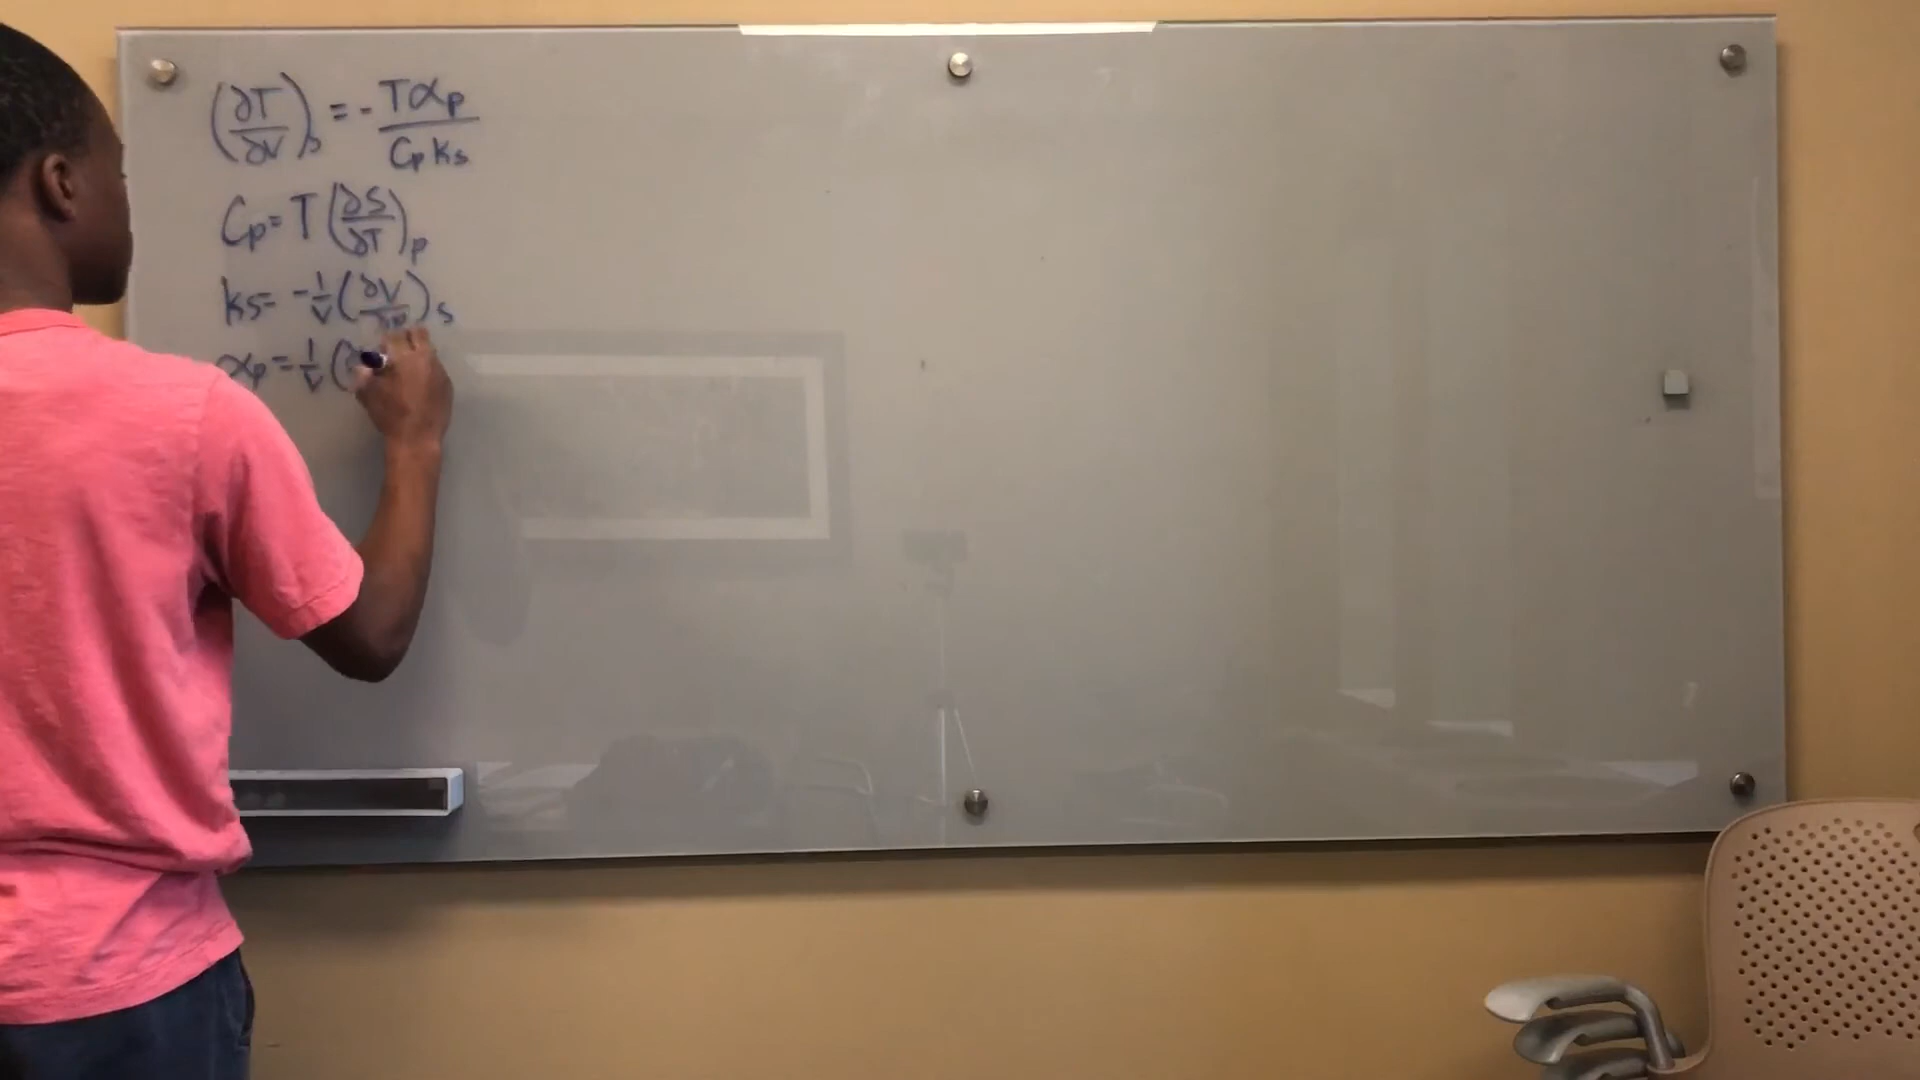 (∂T/∂V)s = - Tαp / Cp ks
Cp = T (∂S/∂T)p
ks = -1/V (∂V/∂P)s
αp = 1/V (∂